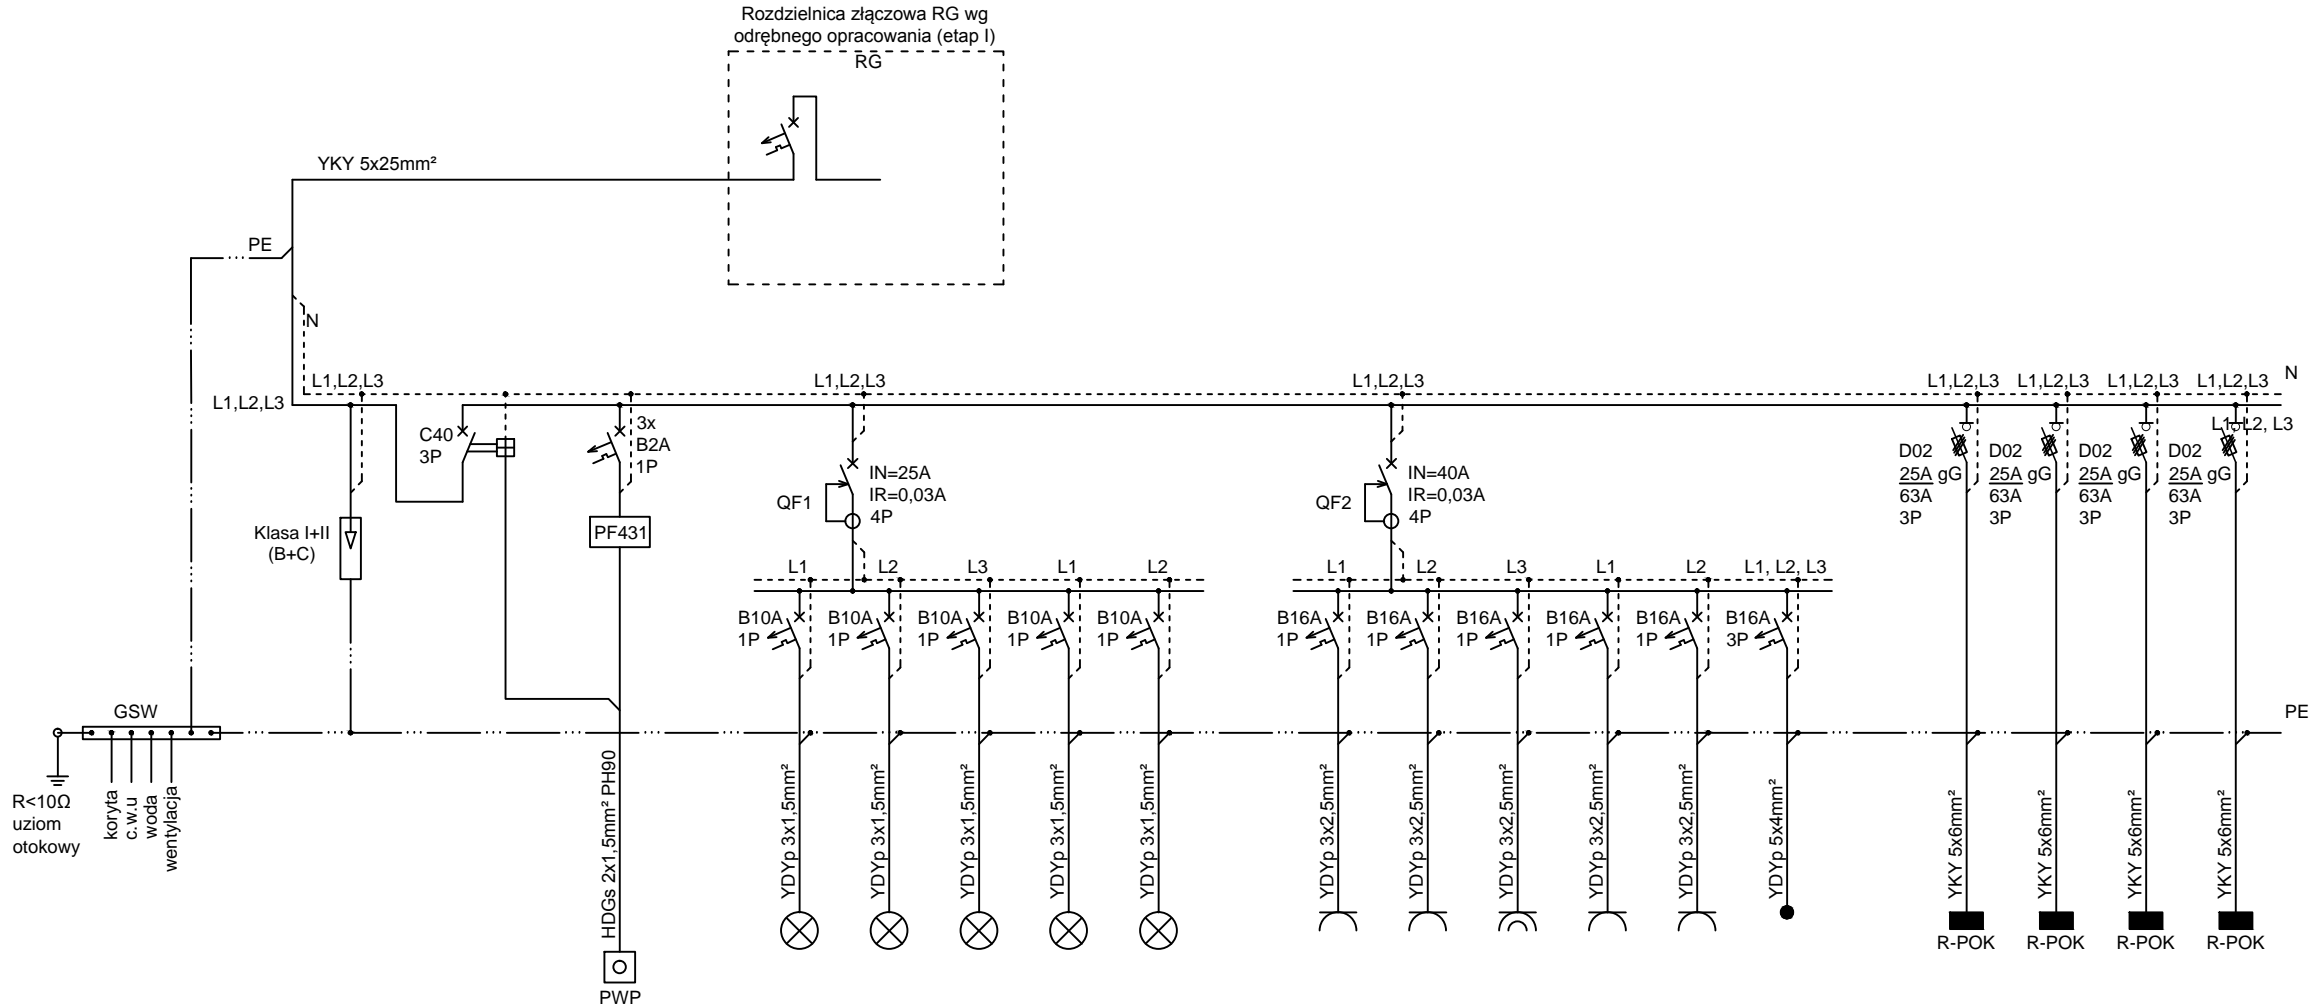 Rozdzielnica złączowa RG wg
odrębnego opracowania (etap I)
RG
YKY 5x25mm²
PE
N
L1,L2,L3
L1,L2,L3
L1,L2,L3
L1,L2,L3
L1,L2,L3
L1,L2,L3
L1,L2,L3
L1,L2,L3
N
L1, L2, L3
C40
3P
3x
B2A
1P
PF431
Klasa I+II
(B+C)
QF1
IN=25A
IR=0,03A
4P
QF2
IN=40A
IR=0,03A
4P
D02
25A gG
63A
3P
D02
25A gG
63A
3P
D02
25A gG
63A
3P
D02
25A gG
63A
3P
L1
L2
L3
L1
L2
L1
L2
L3
L1
L2
L1, L2, L3
B10A
1P
B10A
1P
B10A
1P
B10A
1P
B10A
1P
B16A
1P
B16A
1P
B16A
1P
B16A
1P
B16A
1P
B16A
3P
GSW
PE
R<10Ω
uziom
otokowy
koryta
c.w.u
woda
wentylacja
HDGs 2x1,5mm² PH90
YDYp 3x1,5mm²
YDYp 3x1,5mm²
YDYp 3x1,5mm²
YDYp 3x1,5mm²
YDYp 3x1,5mm²
YDYp 3x2,5mm²
YDYp 3x2,5mm²
YDYp 3x2,5mm²
YDYp 3x2,5mm²
YDYp 3x2,5mm²
YDYp 5x4mm²
YKY 5x6mm²
YKY 5x6mm²
YKY 5x6mm²
YKY 5x6mm²
R-POK
R-POK
R-POK
R-POK
PWP